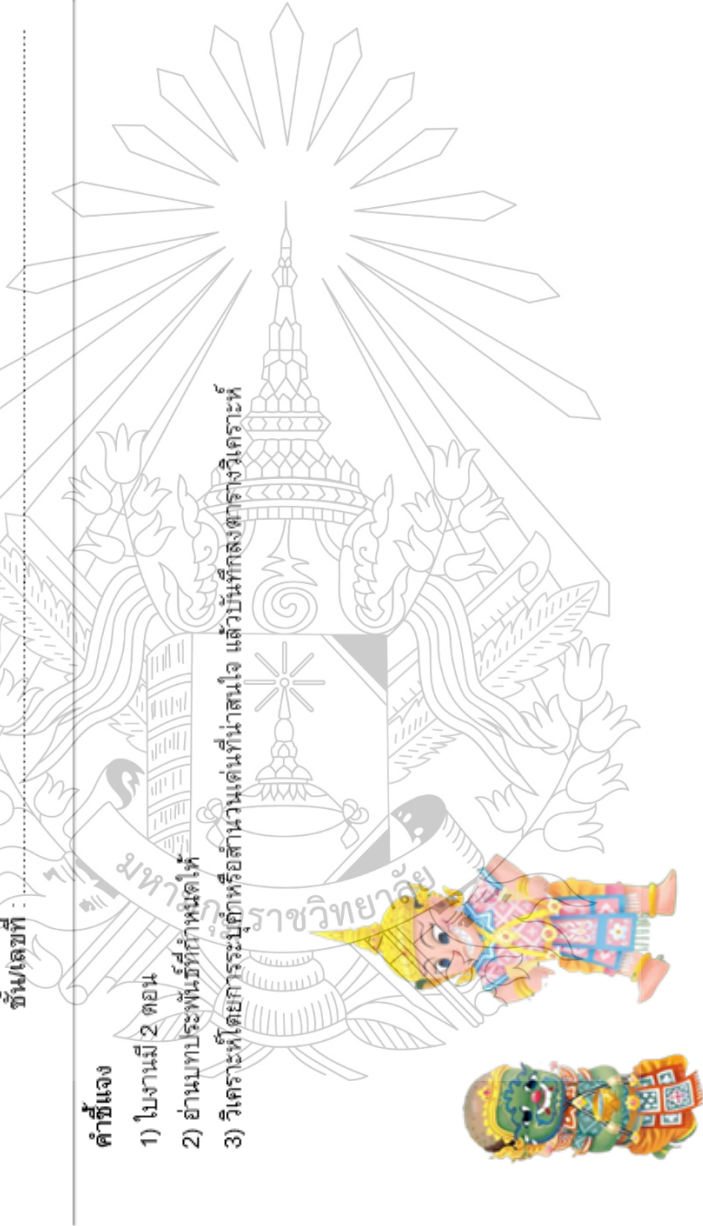 ชั้น/เลขที่ :
คำชี้แจง
1) ใบงานมี 2 ตอน
2) อ่านบทประพันธ์ที่กำหนดให้
3) วิเคราะห์โดยการระบุคำหรือสำนวนเด่นที่น่าสนใจ แล้วบันทึกลงตารางวิเคราะห์
มหามกุฏราชวิทยาลัย